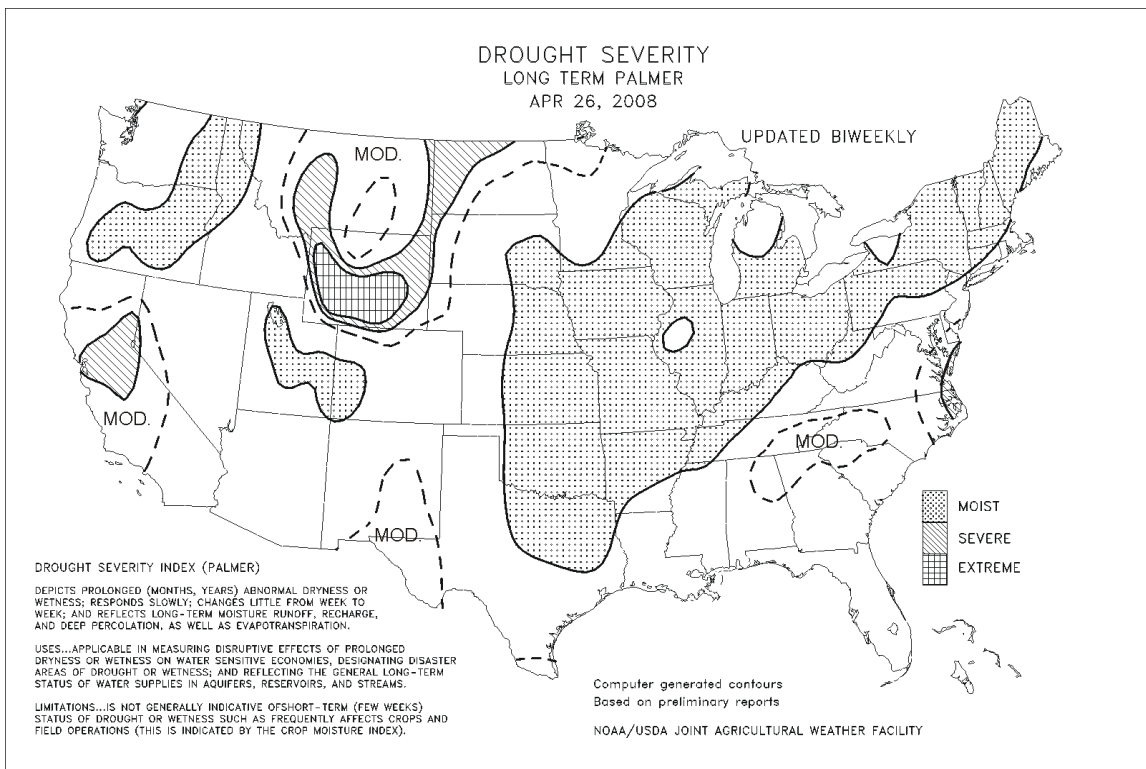 DROUGHT SEVERITY
LONG TERM PALMER
APR 26, 2008
UPDATED BIWEEKLY
MOD.
MOD.
MOD.
MOD.
MOIST
SEVERE
EXTREME
DROUGHT SEVERITY INDEX (PALMER)
DEPICTS PROLONGED (MONTHS, YEARS) ABNORMAL DRYNESS OR
WETNESS; RESPONDS SLOWLY; CHANGES LITTLE FROM WEEK TO
WEEK; AND REFLECTS LONG-TERM MOISTURE RUNOFF, RECHARGE,
AND DEEP PERCOLATION, AS WELL AS EVAPOTRANSPIRATION.
USES...APPLICABLE IN MEASURING DISRUPTIVE EFFECTS OF PROLONGED
DRYNESS OR WETNESS ON WATER SENSITIVE ECONOMIES, DESIGNATING DISASTER
AREAS OF DROUGHT OR WETNESS; AND REFLECTING THE GENERAL LONG-TERM
STATUS OF WATER SUPPLIES IN AQUIFERS, RESERVOIRS, AND STREAMS.
LIMITATIONS...IS NOT GENERALLY INDICATIVE OFSHORT-TERM (FEW WEEKS)
STATUS OF DROUGHT OR WETNESS SUCH AS FREQUENTLY AFFECTS CROPS AND
FIELD OPERATIONS (THIS IS INDICATED BY THE CROP MOISTURE INDEX).
Computer generated contours
Based on preliminary reports
NOAA/USDA JOINT AGRICULTURAL WEATHER FACILITY